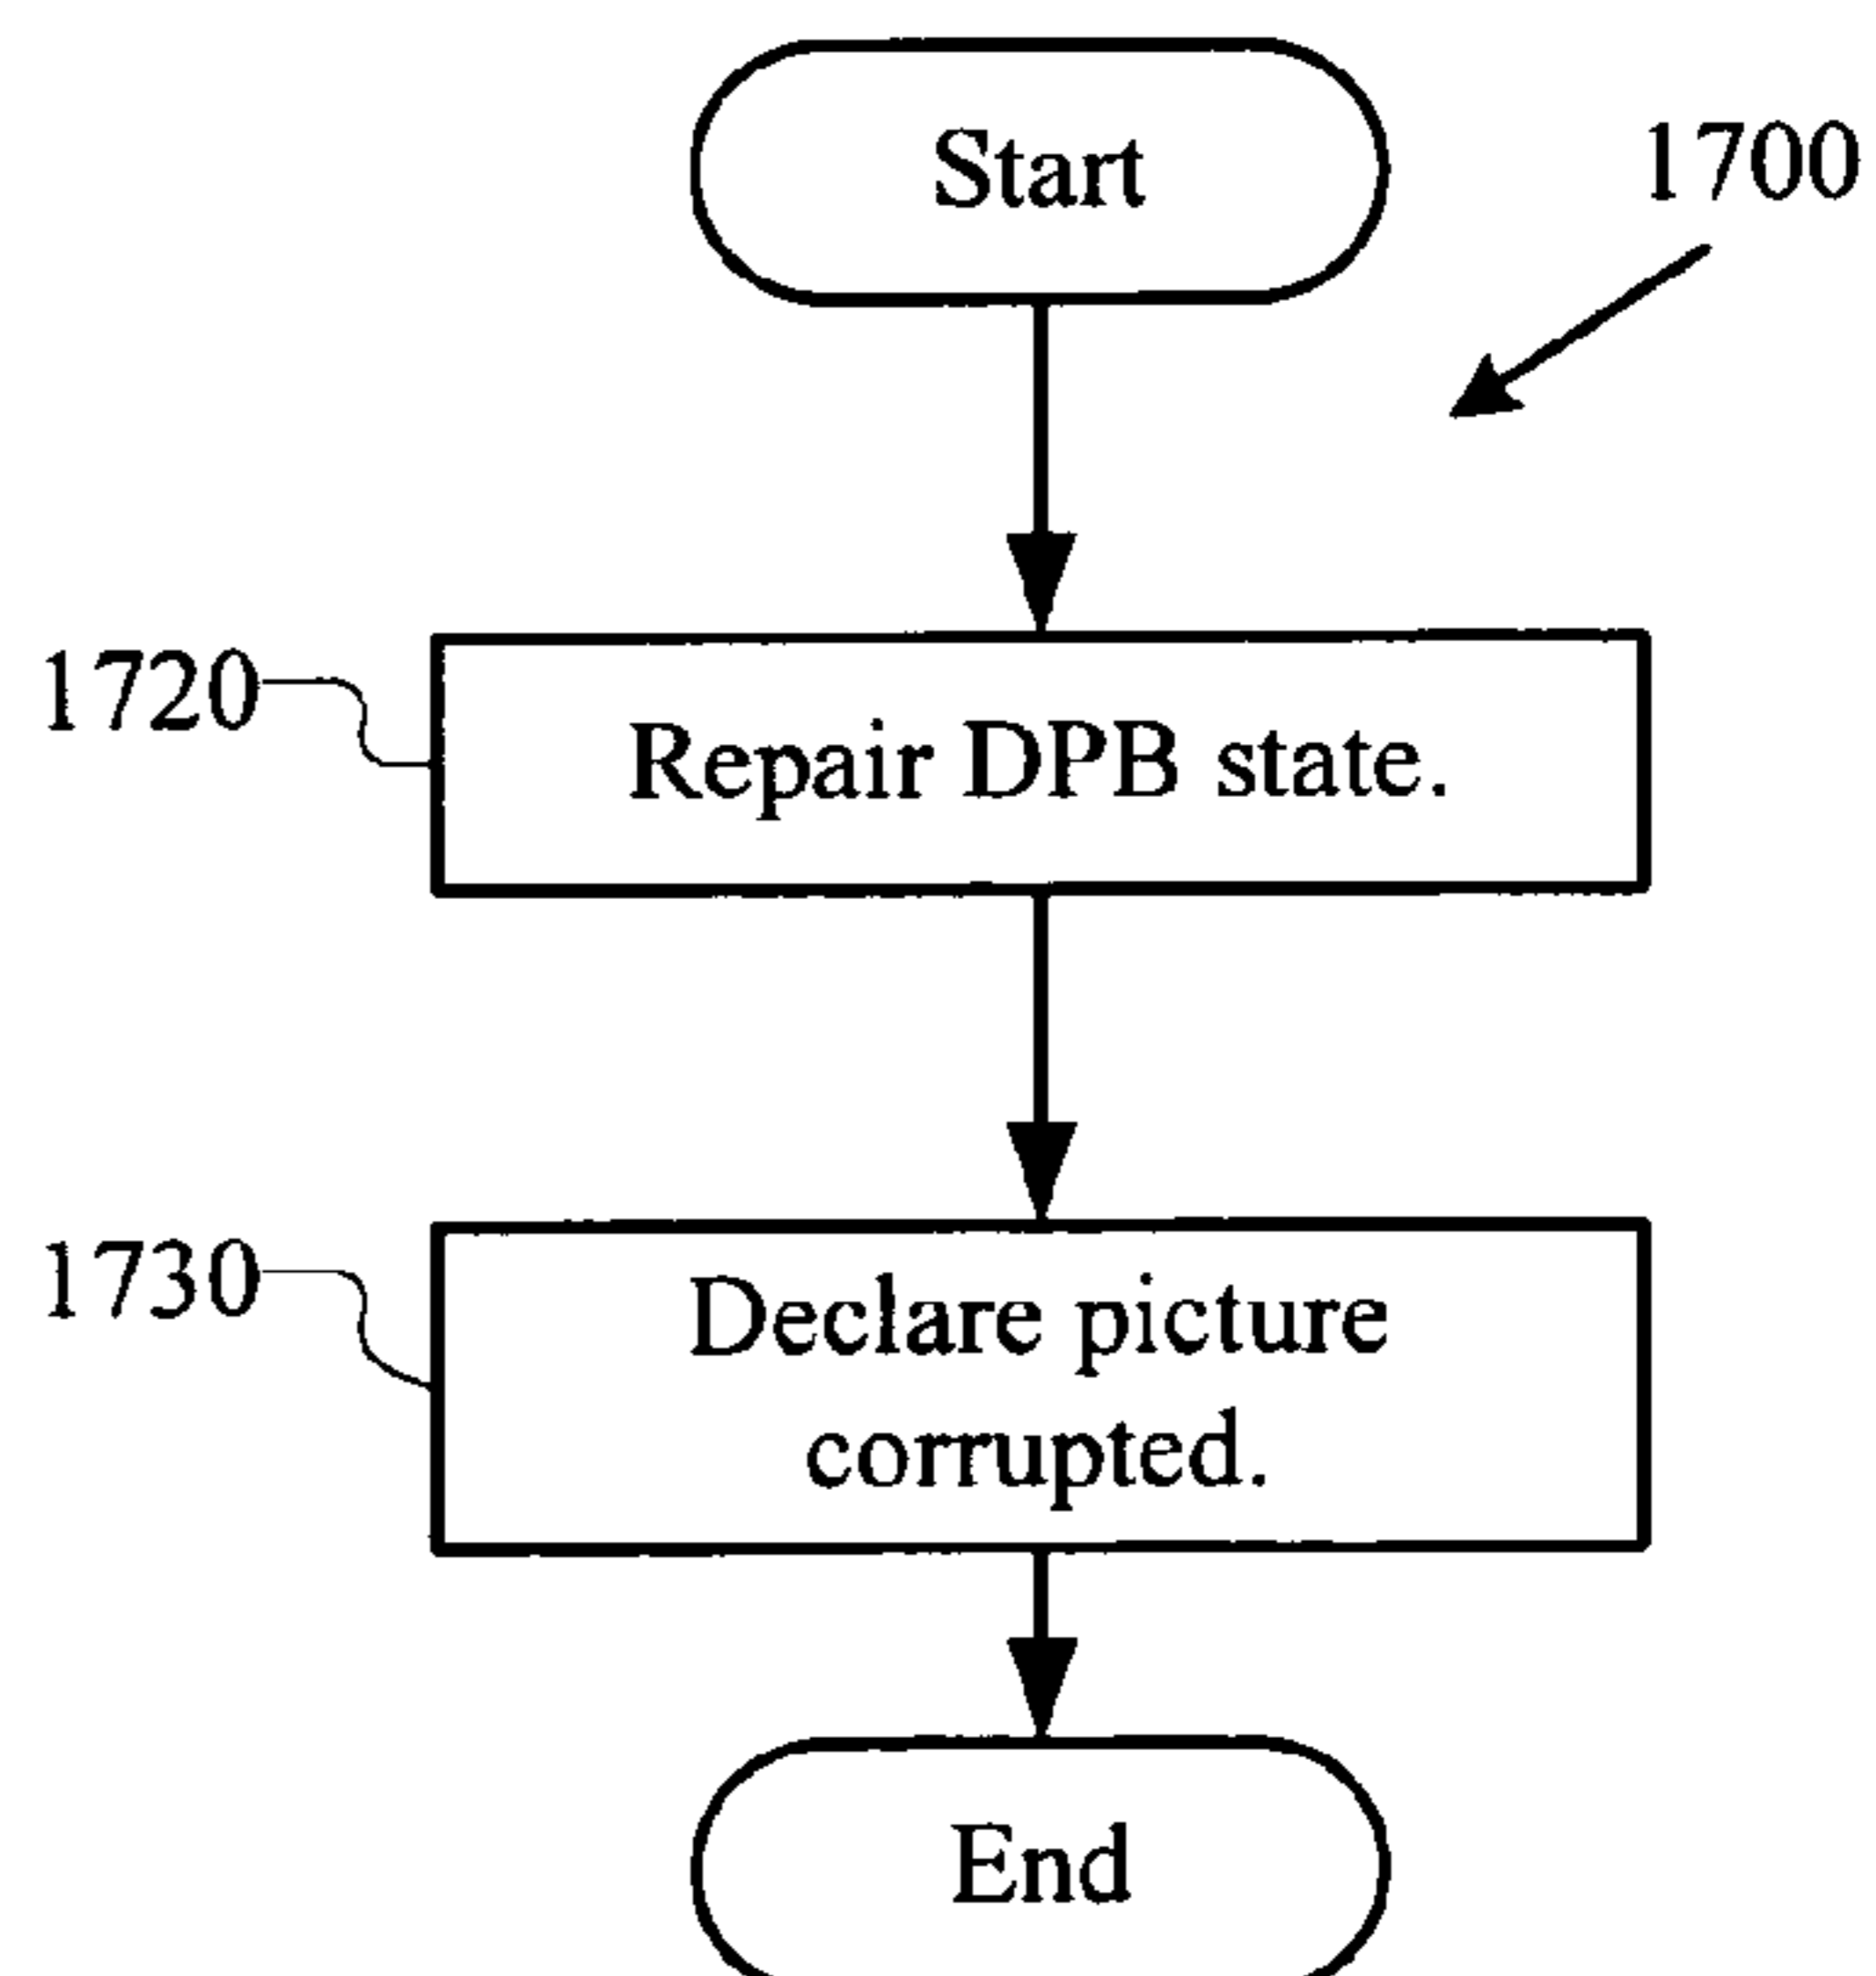 Start
1700
1720
Repair DPB state.
1730
Declare picture
corrupted.
End